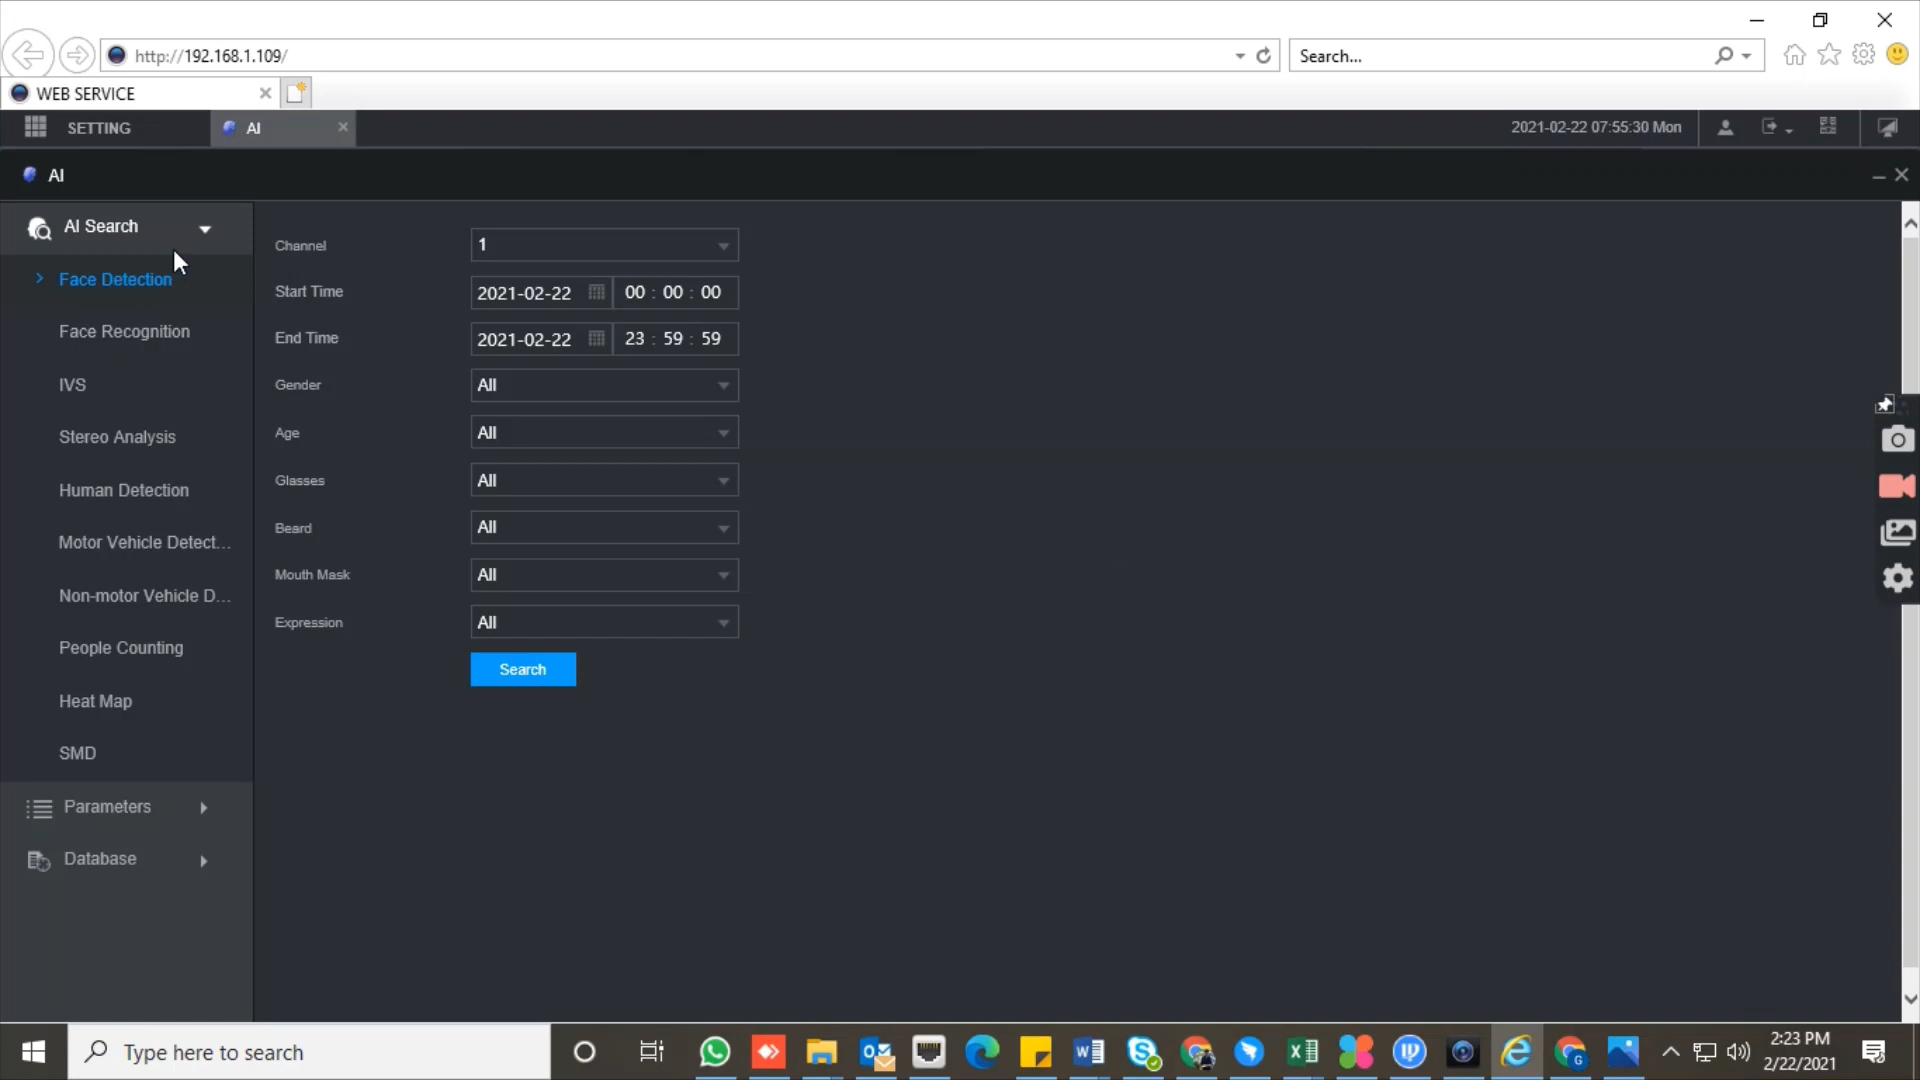 http://192.168.1.109/
Search...
WEB SERVICE
SETTING
AI
2021-02-22 07:55:30 Mon
AI
AI Search
Face Detection
Face Recognition
IVS
Stereo Analysis
Human Detection
Motor Vehicle Detect...
Non-motor Vehicle D...
People Counting
Heat Map
SMD
Parameters
Database
Channel 1
Start Time 2021-02-22 00 : 00 : 00
End Time 2021-02-22 23 : 59 : 59
Gender All
Age All
Glasses All
Beard All
Mouth Mask All
Expression All
Search
Type here to search
2:23 PM
2/22/2021